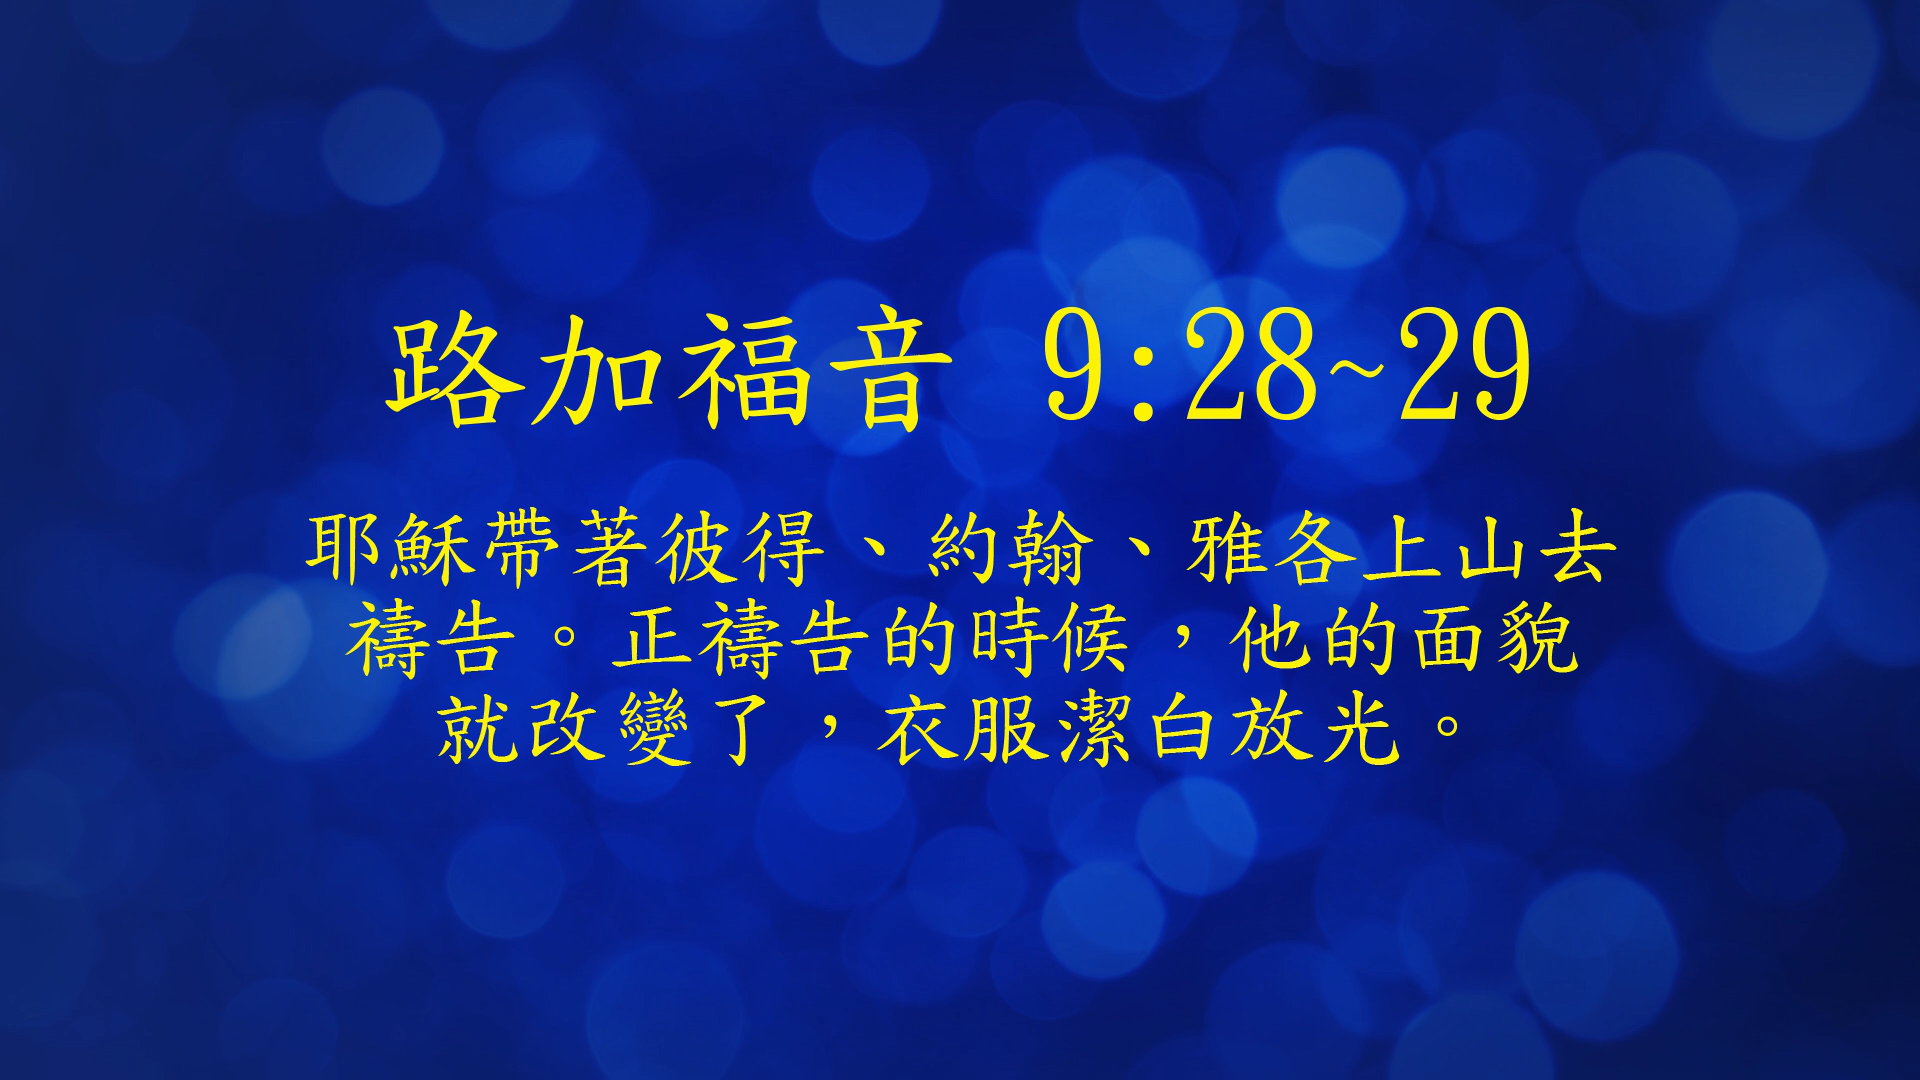 路加福音 9:28~29
耶穌帶著彼得、約翰、雅各上山去
禱告。正禱告的時候，他的面貌
就改變了，衣服潔白放光。